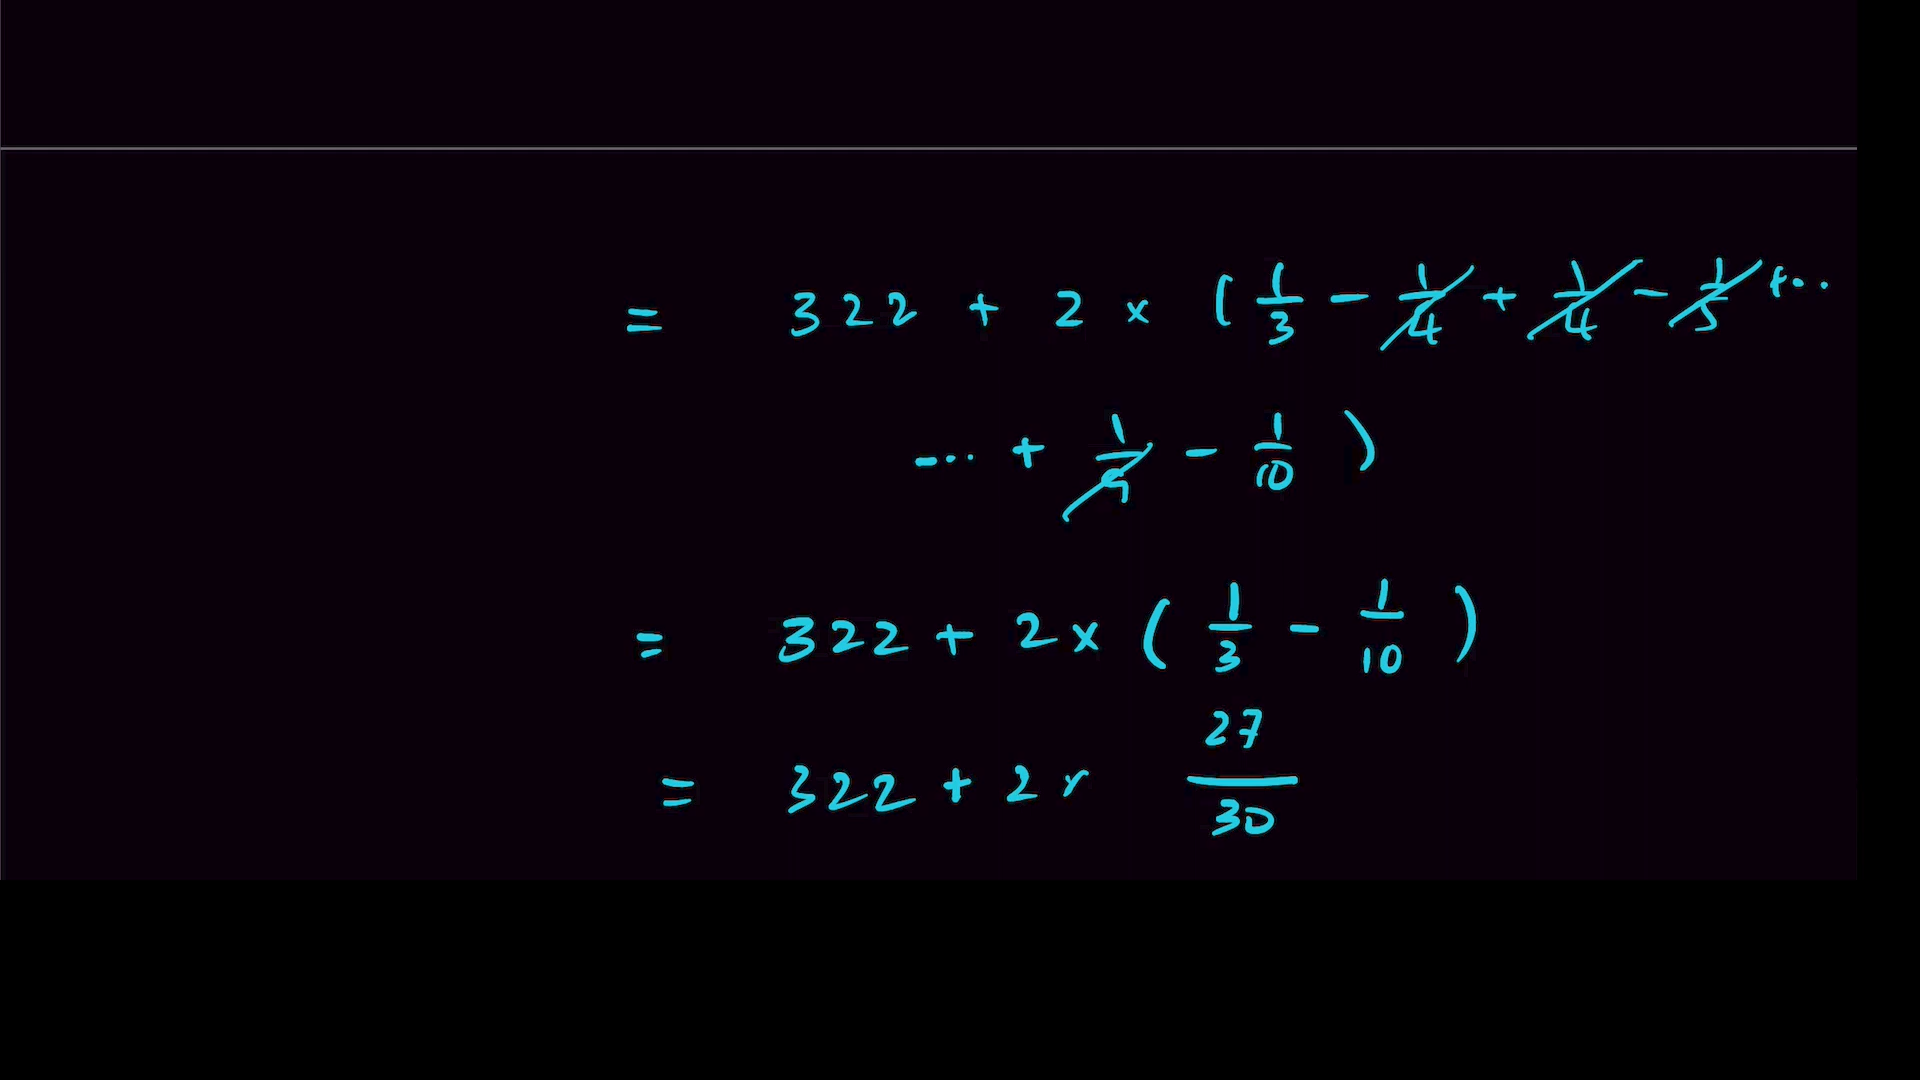 = 322 + 2 × ( 1/3 - 1/4 + 1/4 - 1/5 + ...
... + 1/9 - 1/10 )
= 322 + 2 × ( 1/3 - 1/10 )
= 322 + 2 × 27/30